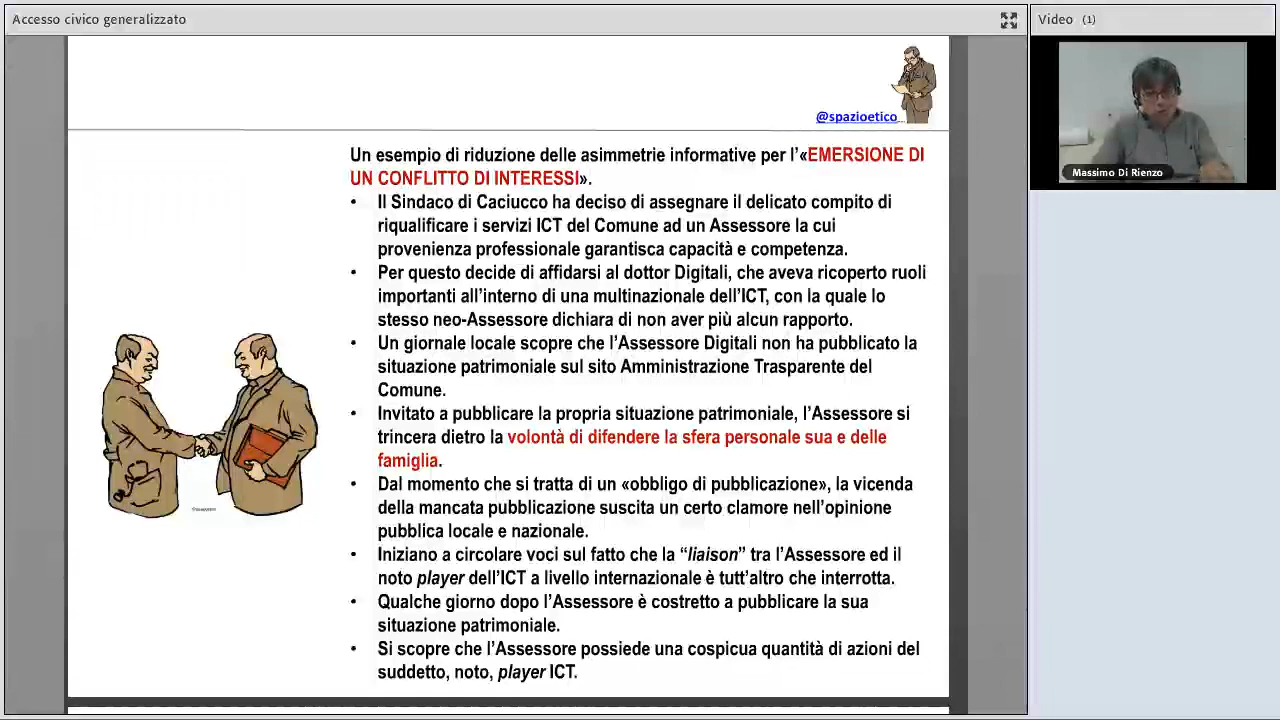 Accesso civico generalizzato
Video (1)
Massimo Di Rienzo
@spazioetico
Un esempio di riduzione delle asimmetrie informative per l'«EMERSIONE DI
UN CONFLITTO DI INTERESSI».
• Il Sindaco di Caciucco ha deciso di assegnare il delicato compito di
riqualificare i servizi ICT del Comune ad un Assessore la cui
provenienza professionale garantisca capacità e competenza.
• Per questo decide di affidarsi al dottor Digitali, che aveva ricoperto ruoli
importanti all'interno di una multinazionale dell'ICT, con la quale lo
stesso neo-Assessore dichiara di non aver più alcun rapporto.
• Un giornale locale scopre che l'Assessore Digitali non ha pubblicato la
situazione patrimoniale sul sito Amministrazione Trasparente del
Comune.
• Invitato a pubblicare la propria situazione patrimoniale, l'Assessore si
trincera dietro la volontà di difendere la sfera personale sua e delle
famiglia.
• Dal momento che si tratta di un «obbligo di pubblicazione», la vicenda
della mancata pubblicazione suscita un certo clamore nell'opinione
pubblica locale e nazionale.
• Iniziano a circolare voci sul fatto che la “liaison” tra l'Assessore ed il
noto player dell'ICT a livello internazionale è tutt'altro che interrotta.
• Qualche giorno dopo l'Assessore è costretto a pubblicare la sua
situazione patrimoniale.
• Si scopre che l'Assessore possiede una cospicua quantità di azioni del
suddetto, noto, player ICT.